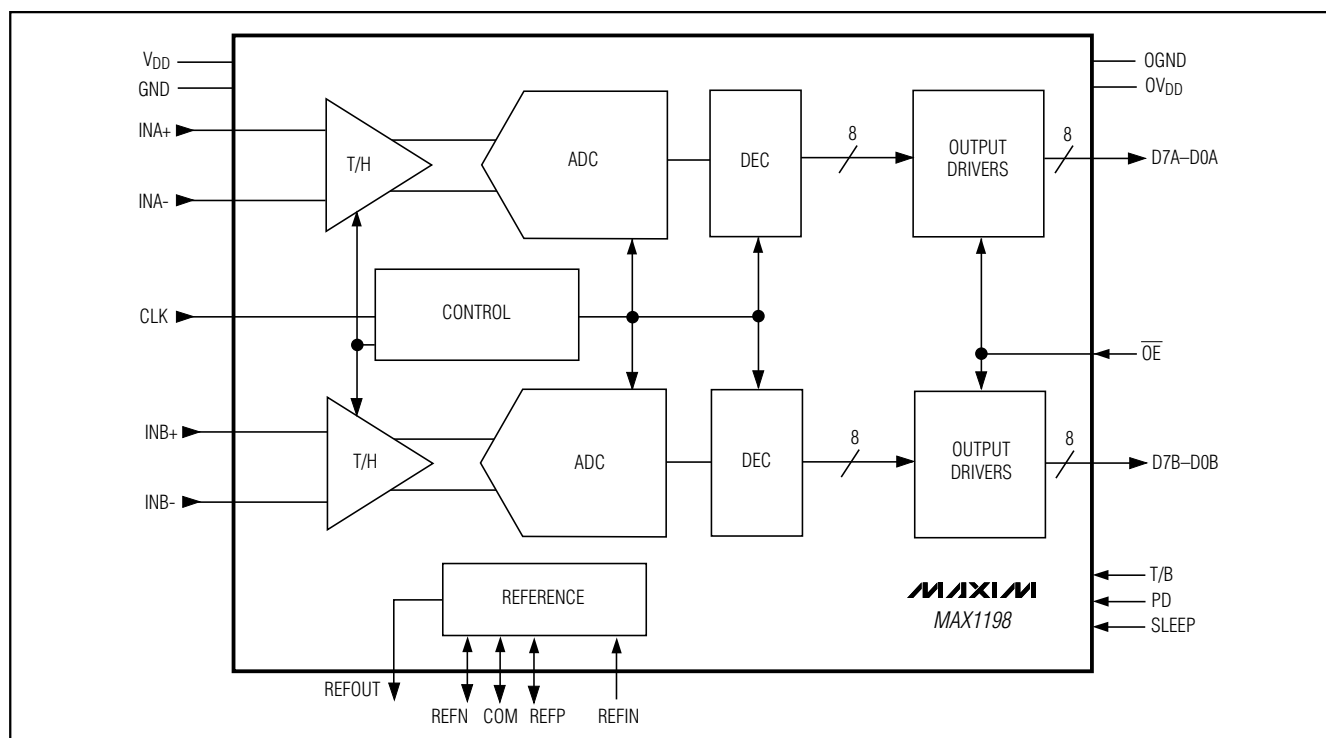 VDD
GND
INA+
INA-
CLK
INB+
INB-
T/H
ADC
DEC
8
OUTPUT
DRIVERS
8
CONTROL
T/H
ADC
DEC
8
OUTPUT
DRIVERS
8
REFERENCE
MAXIM
MAX1198
OGND
OVDD
D7A–D0A
OE
D7B–D0B
T/B
PD
SLEEP
REFOUT
REFN
COM
REFP
REFIN